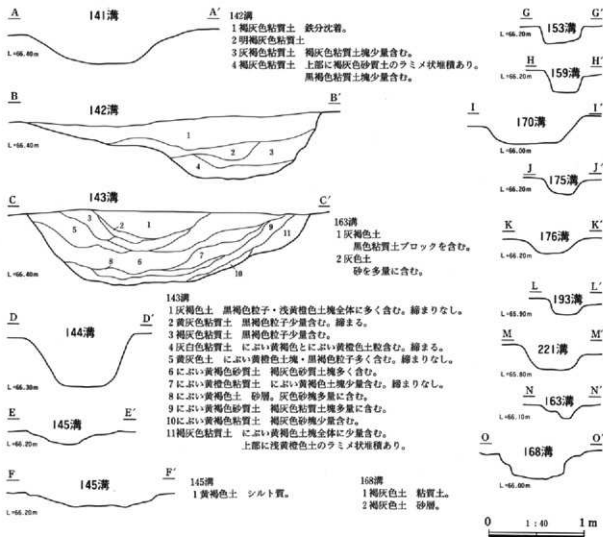 A 141溝 A′
L=66.40m
B 142溝 B′
1
2
3
4
L=66.40m
C 143溝 C′
3
2
1
5
9
11
7
8
6
10
L=66.40m
D 144溝 D′
L=66.30m
E 145溝 E′
L=66.20m
F 145溝 F′
L=66.20m
142溝
1 褐灰色粘質土 鉄分沈着。
2 明褐灰色粘質土
3 灰褐色粘質土 褐灰色粘質土塊少量含む。
4 褐灰色粘質土 上部に褐灰色砂質土のラミメ状堆積あり。
黒褐色粘質土塊少量含む。
163溝
1 灰褐色土
黒色粘質土ブロックを含む。
2 灰色土
砂を多量に含む。
143溝
1 灰褐色土 黒褐色粒子・浅黄橙色土塊全体に多く含む。締まりなし。
2 黄灰色粘質土 黒褐色粒子少量含む。締まる。
3 褐灰色粘質土 黒褐色粒子少量含む。
4 灰白色粘質土 にぶい黄褐色とにぶい黄橙色土粒含む。締まる。
5 黄灰色土 にぶい黄橙色土塊・黒褐色粒子多く含む。締まりなし。
6 にぶい黄褐色砂質土 褐灰色砂質土塊多く含む。
7 にぶい黄橙色粘質土 にぶい黄褐色土塊少量含む。締まりなし。
8 にぶい黄褐色土 砂層。灰色砂塊多量に含む。
9 にぶい黄褐色砂質土 褐灰色粘質土塊多量に含む。
10 にぶい黄橙色粘質土 褐灰色砂塊少量含む。
11 褐灰色粘質土 にぶい黄褐色土塊全体に少量含む。
上部に浅黄橙色土のラミメ状堆積あり。
145溝
1 黄褐色土 シルト質。
168溝
1 褐灰色土 粘質土。
2 褐灰色土 砂層。
G 153溝 G′
L=66.20m
H 159溝 H′
L=66.20m
I 170溝 I′
L=66.00m
J 175溝 J′
L=66.20m
K 176溝 K′
L=66.20m
L 193溝 L′
L=65.90m
M 221溝 M′
L=65.80m
N 163溝 N′
L=66.10m
O 168溝 O′
L=66.00m
0 1:40 1m